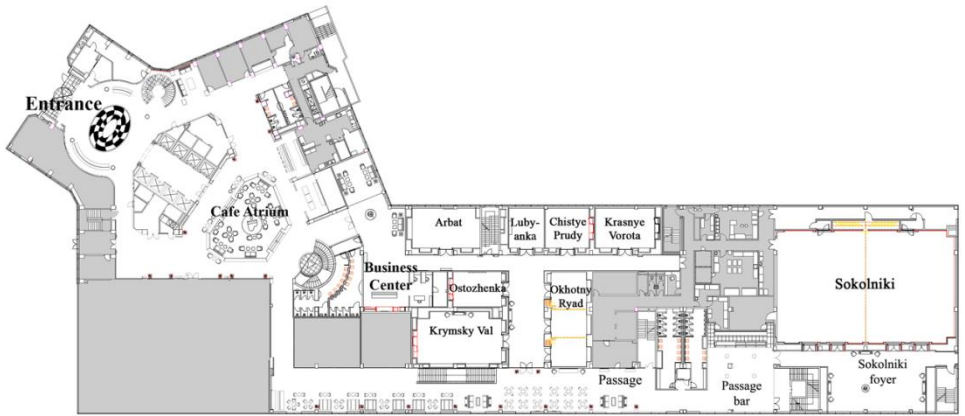 Entrance
Cafe Atrium
Arbat
Luby-
anka
Chistye
Prudy
Krasnye
Vorota
Business
Center
Ostozhenka
Okhotny
Ryad
Sokolniki
Krymsky Val
Passage
Passage
bar
Sokolniki
foyer